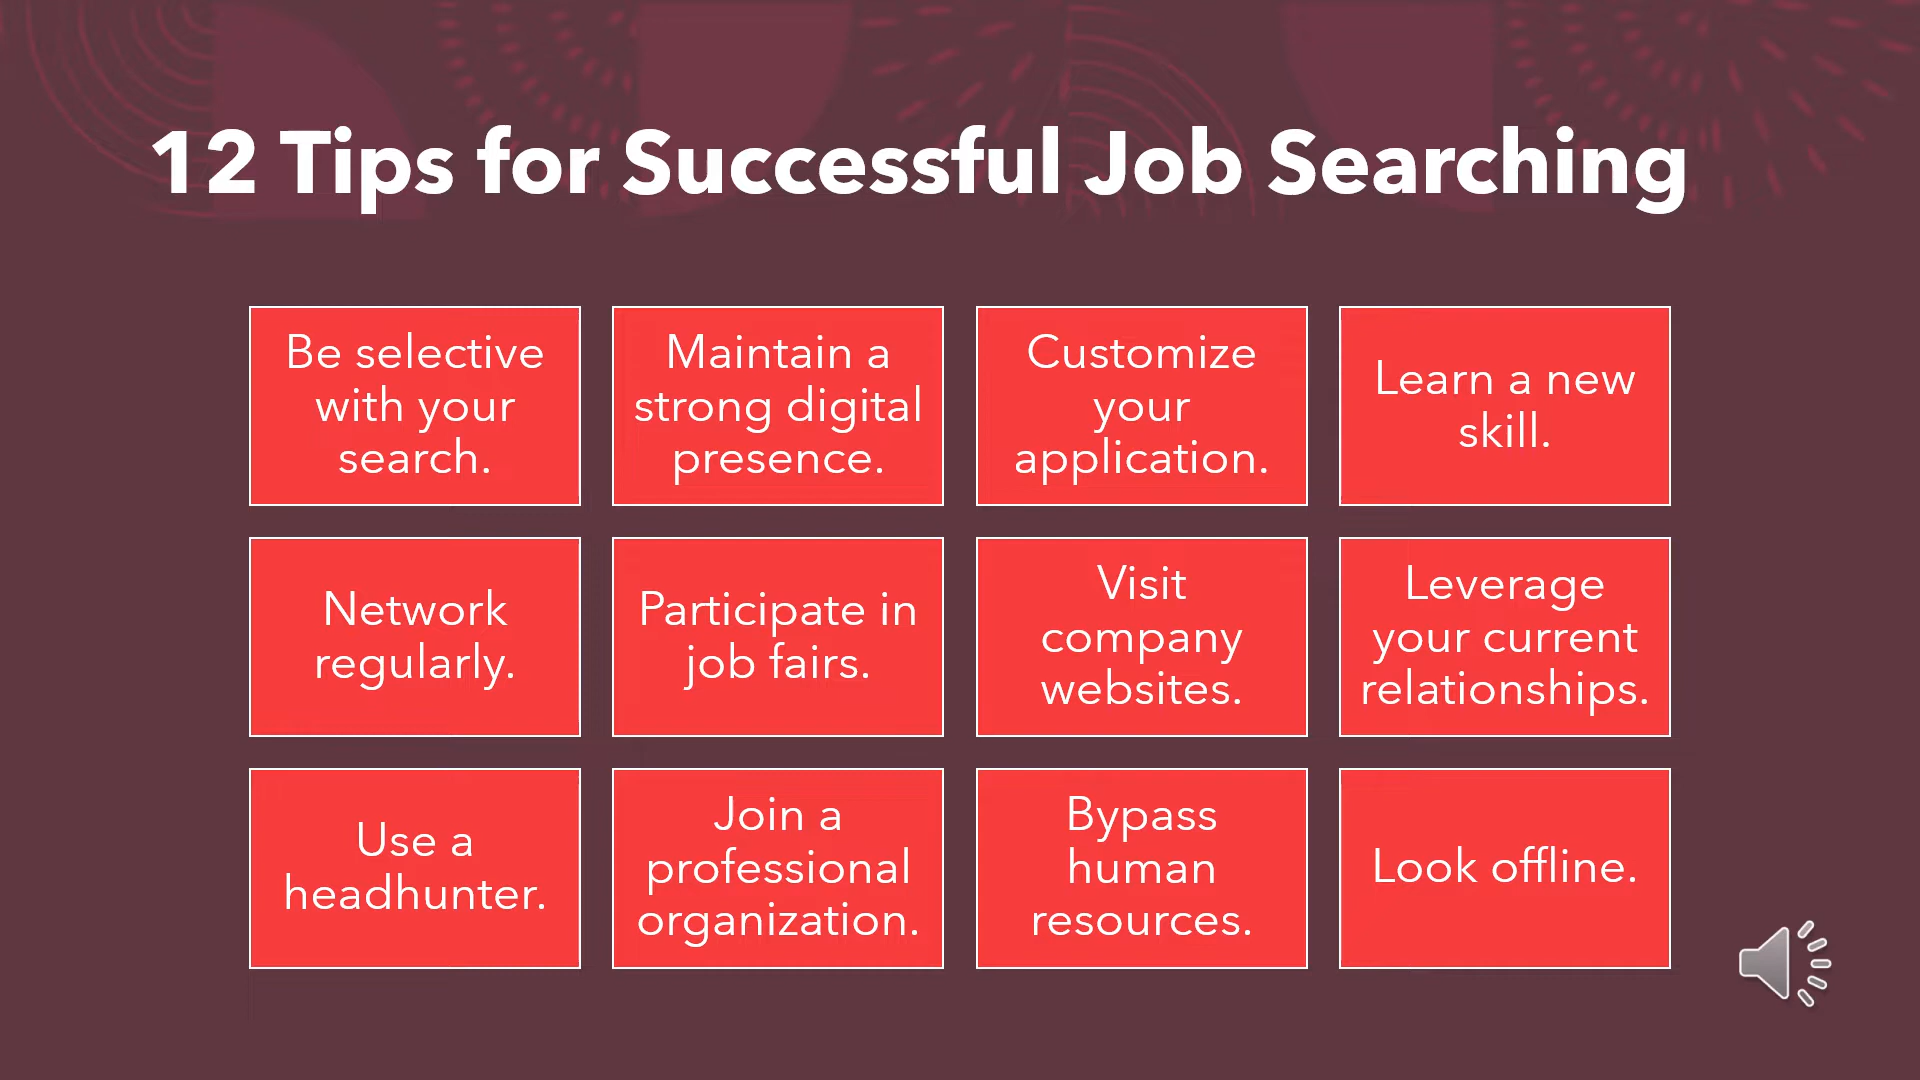 12 Tips for Successful Job Searching
Be selective
with your
search.
Maintain a
strong digital
presence.
Customize
your
application.
Learn a new
skill.
Network
regularly.
Participate in
job fairs.
Visit
company
websites.
Leverage
your current
relationships.
Use a
headhunter.
Join a
professional
organization.
Bypass
human
resources.
Look offline.